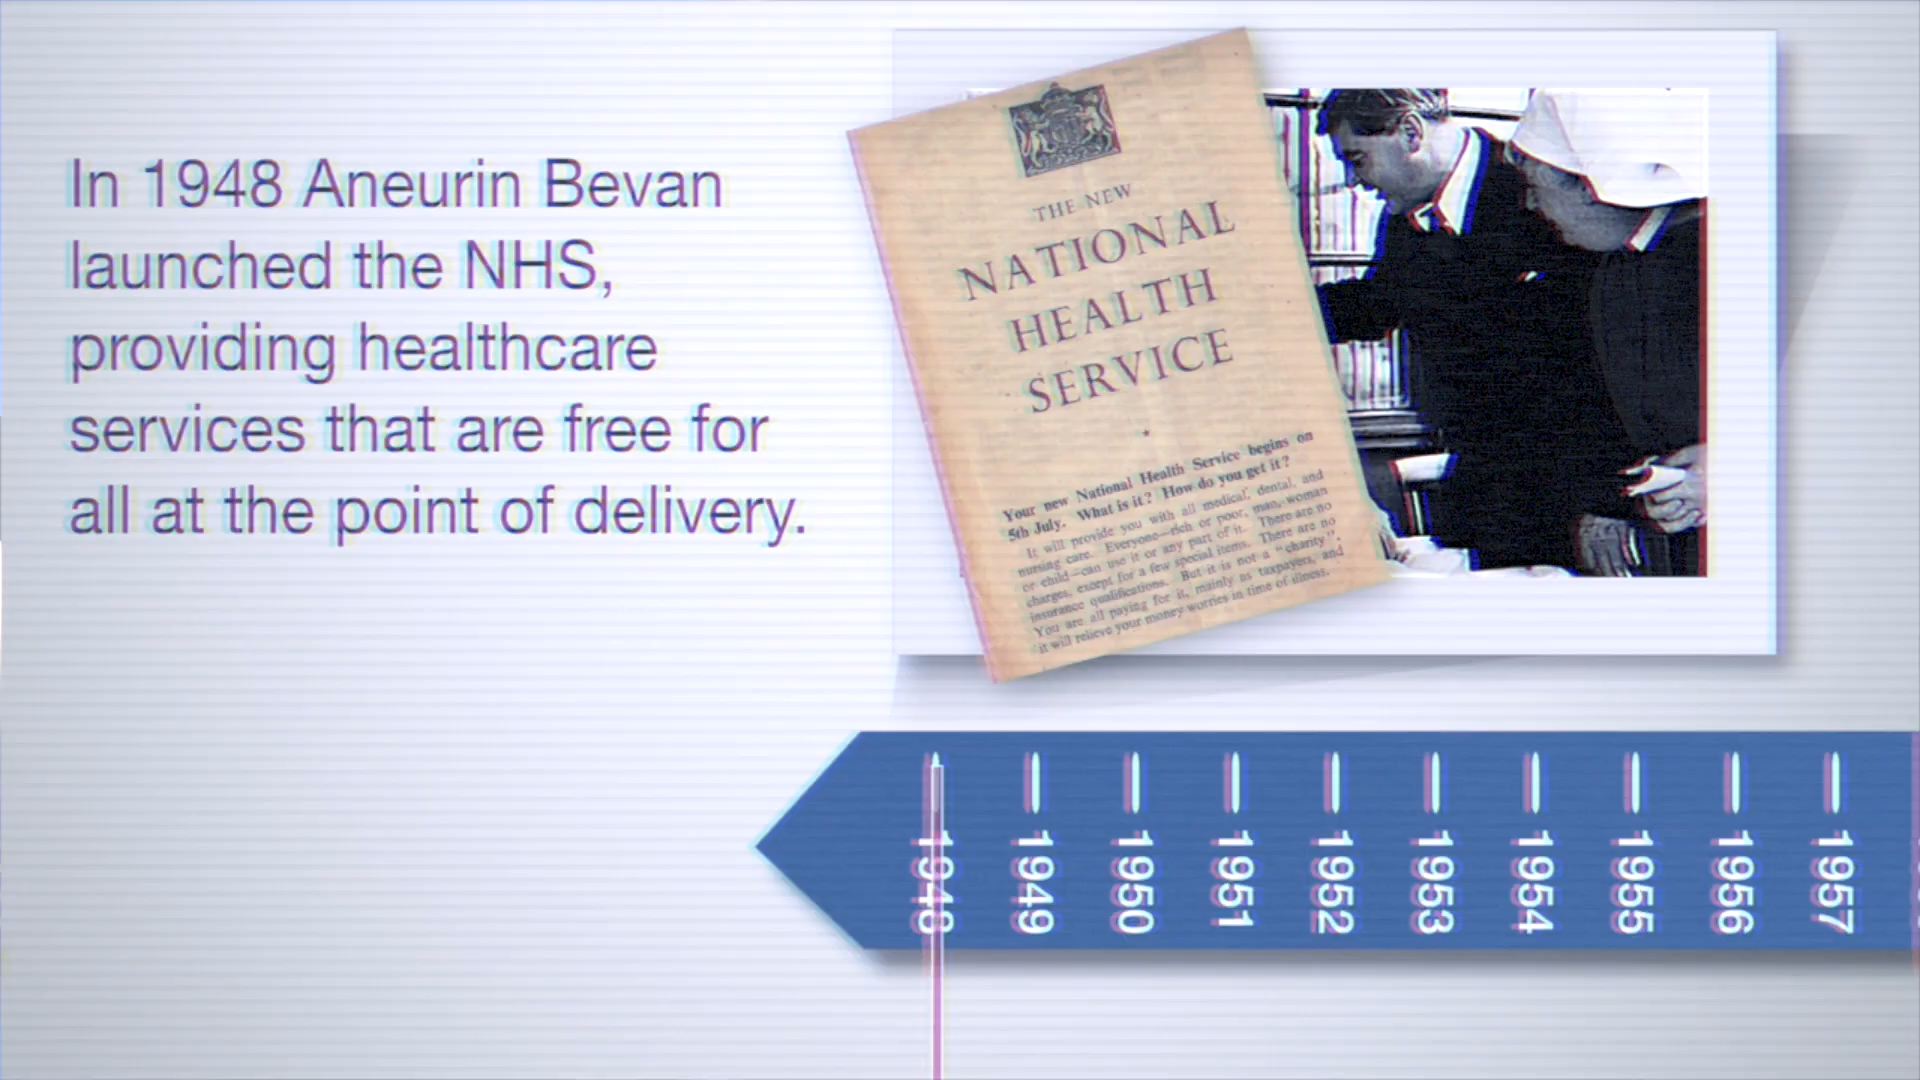 In 1948 Aneurin Bevan
launched the NHS,
providing healthcare
services that are free for
all at the point of delivery.
THE NEW
NATIONAL
HEALTH
SERVICE
Your new National Health Service begins on
5th July. What is it? How do you get it?
It will provide you with all medical, dental, and
nursing care. Everyone—rich or poor, man, woman
or child—can use it or any part of it. There are no
charges, except for a few special items. There are no
insurance qualifications. But it is not a "charity".
You are all paying for it, mainly as taxpayers, and
it will relieve your money worries in time of illness.
1948
1949
1950
1951
1952
1953
1954
1955
1956
1957